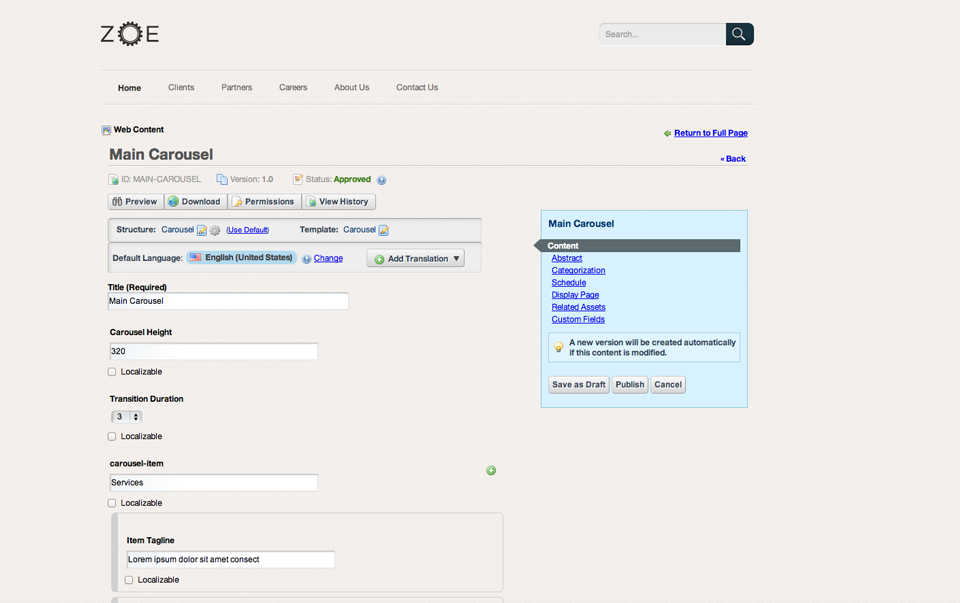 ZOE
Search...
Home Clients Partners Careers About Us Contact Us
Web Content
Return to Full Page
Main Carousel
« Back
ID: MAIN-CAROUSEL Version: 1.0 Status: Approved
Preview Download Permissions View History
Structure: Carousel (Use Default) Template: Carousel
Default Language: English (United States) Change Add Translation
Title (Required)
Main Carousel
Carousel Height
320
Localizable
Transition Duration
3
Localizable
carousel-item
Services
Localizable
Item Tagline
Lorem ipsum dolor sit amet consect
Localizable
Main Carousel
Content
Abstract
Categorization
Schedule
Display Page
Related Assets
Custom Fields
A new version will be created automatically
if this content is modified.
Save as Draft Publish Cancel